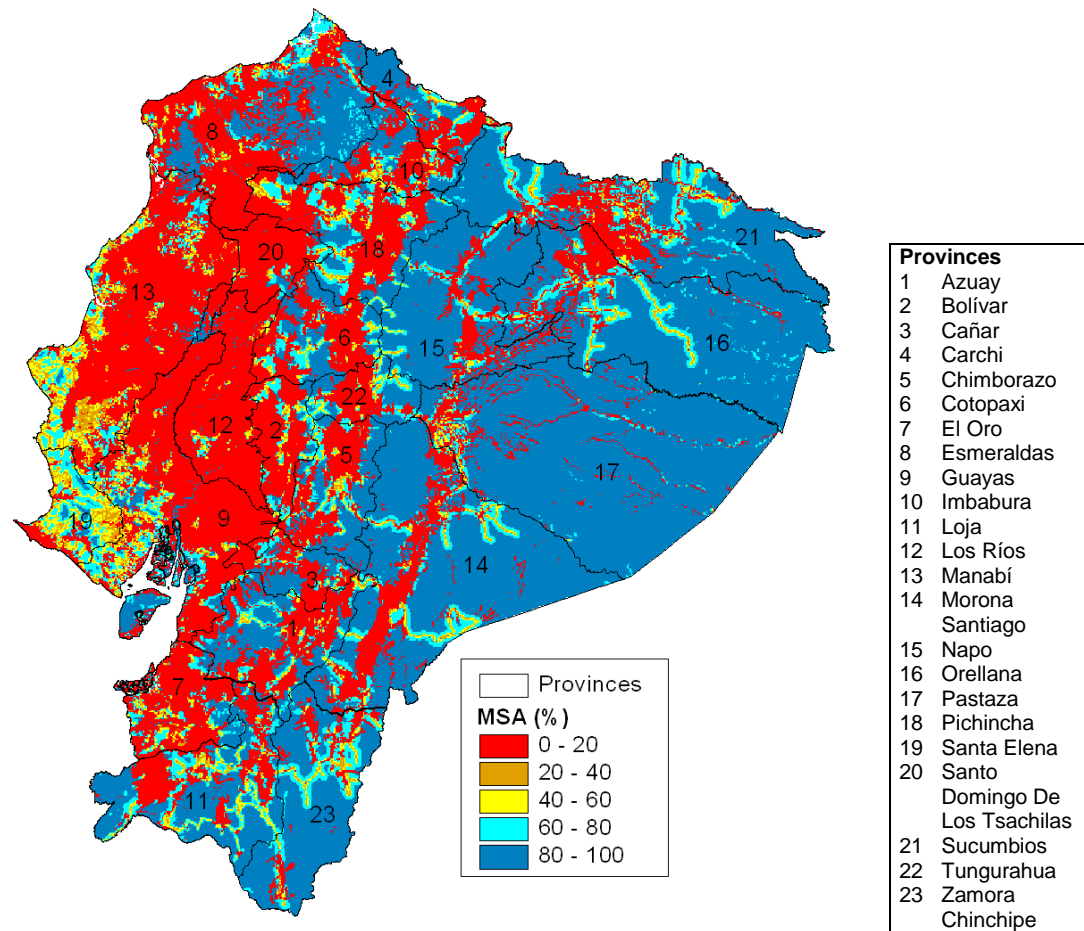 4
8
10
21
18
20
13
6
15
16
22
12
2
5
17
9
19
14
3
1
7
11
23
Provinces
MSA (%)
0 - 20
20 - 40
40 - 60
60 - 80
80 - 100
Provinces
1 Azuay
2 Bolívar
3 Cañar
4 Carchi
5 Chimborazo
6 Cotopaxi
7 El Oro
8 Esmeraldas
9 Guayas
10 Imbabura
11 Loja
12 Los Ríos
13 Manabí
14 Morona
Santiago
15 Napo
16 Orellana
17 Pastaza
18 Pichincha
19 Santa Elena
20 Santo
Domingo De
Los Tsachilas
21 Sucumbios
22 Tungurahua
23 Zamora
Chinchipe